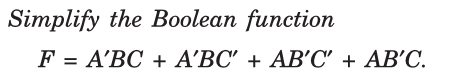 Simplify the Boolean function
F = A′BC + A′BC′ + AB′C′ + AB′C.